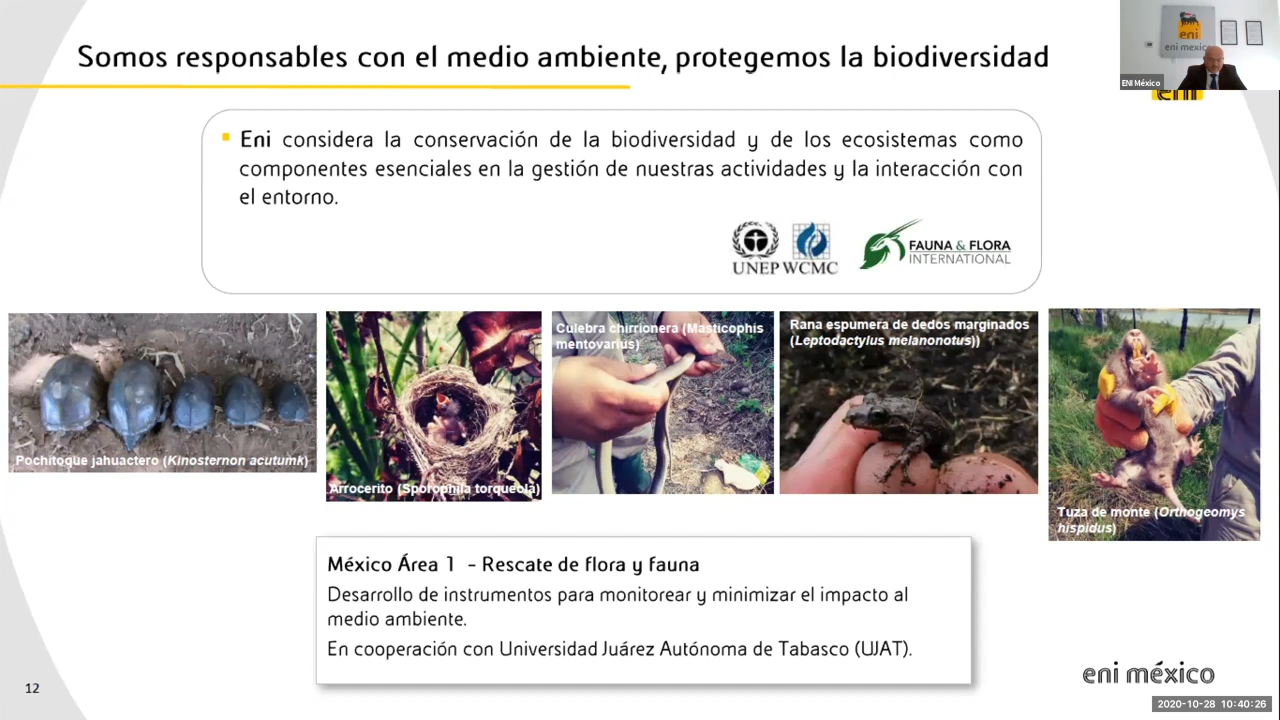 Somos responsables con el medio ambiente, protegemos la biodiversidad
eni
eni méxico
ENI México
eni
Eni considera la conservación de la biodiversidad y de los ecosistemas como
componentes esenciales en la gestión de nuestras actividades y la interacción con
el entorno.
UNEP WCMC
FAUNA & FLORA
INTERNATIONAL
Pochitoque jahuactero (Kinosternon acutumk)
Arrocerito (Sporophila torqueola)
Culebra chirrionera (Masticophis
mentovarius)
Rana espumera de dedos marginados
(Leptodactylus melanonotus))
Tuza de monte (Orthogeomys
hispidus)
México Área 1 - Rescate de flora y fauna
Desarrollo de instrumentos para monitorear y minimizar el impacto al
medio ambiente.
En cooperación con Universidad Juárez Autónoma de Tabasco (UJAT).
12
eni méxico
2020-10-28 10:40:26